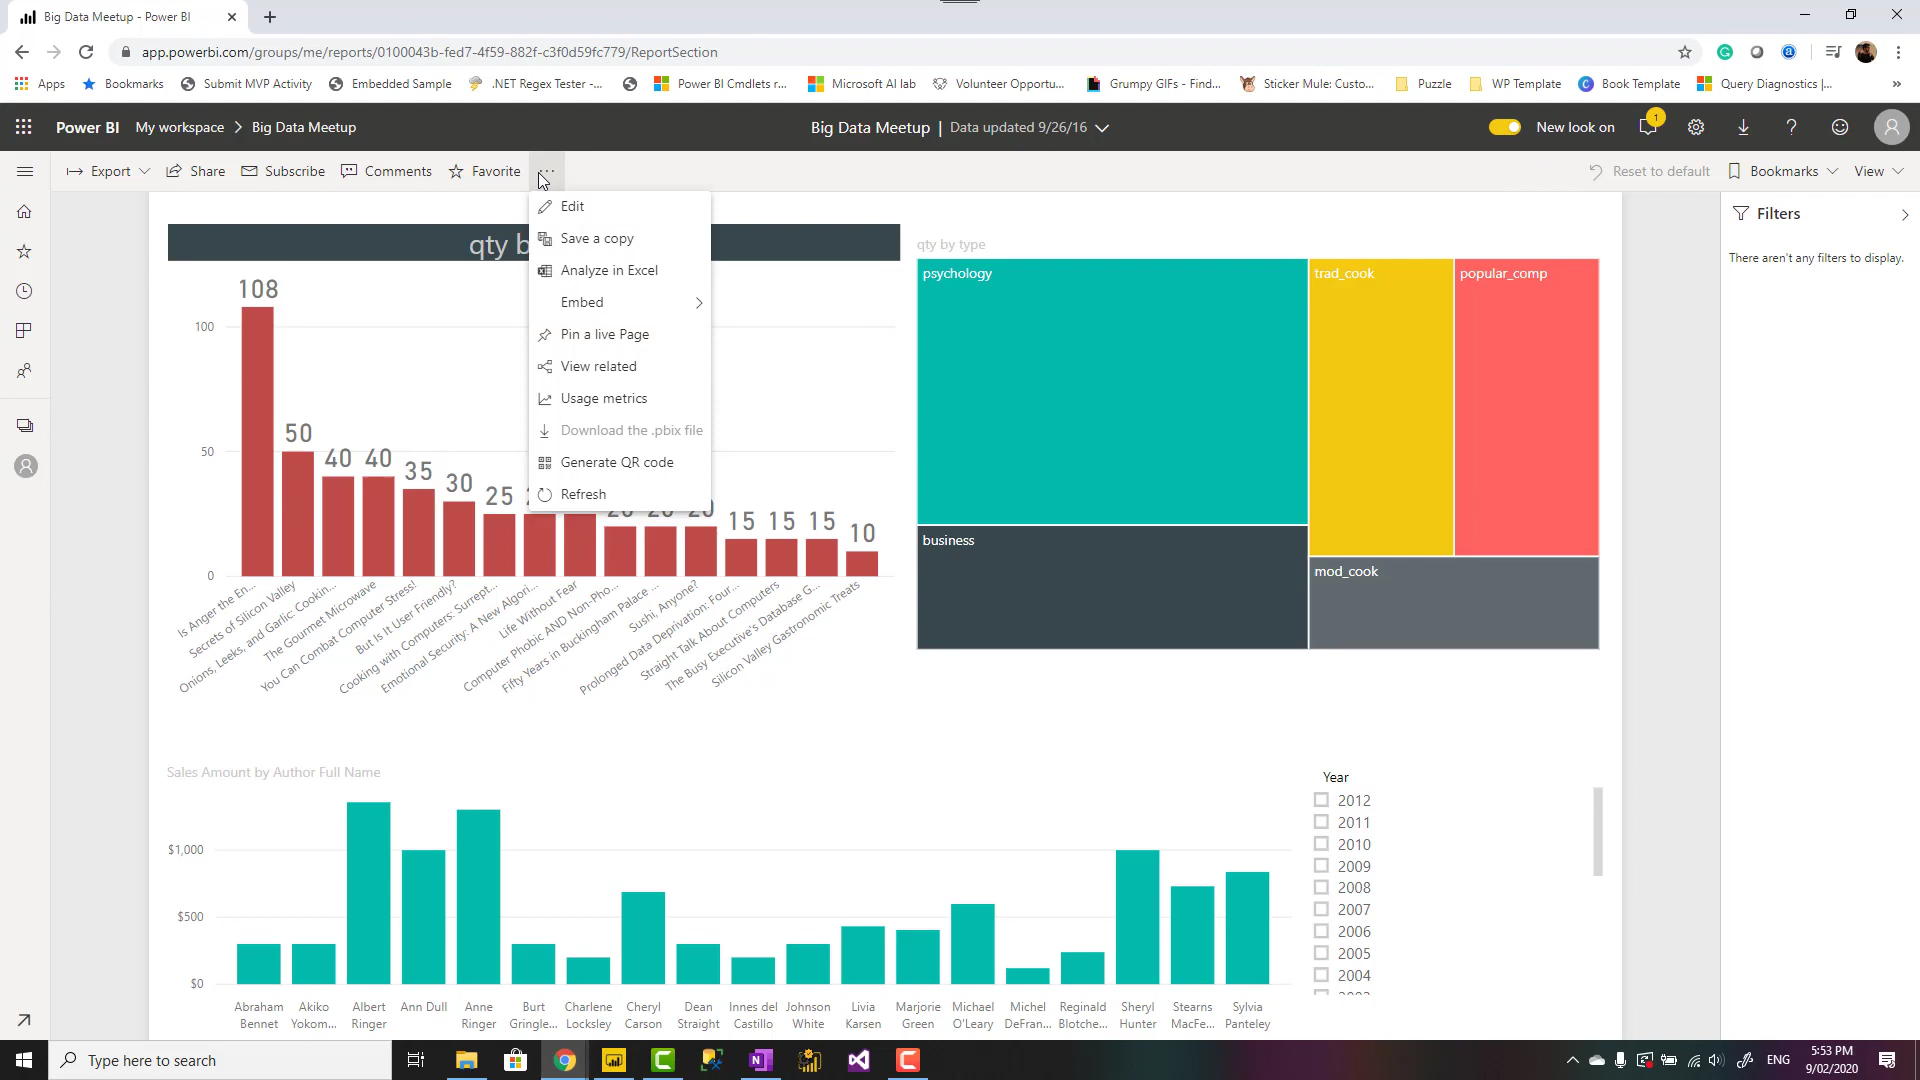 Big Data Meetup - Power BI
app.powerbi.com/groups/me/reports/0100043b-fed7-4f59-882f-c3f0d59fc779/ReportSection
Apps Bookmarks Submit MVP Activity Embedded Sample .NET Regex Tester -... Power BI Cmdlets r... Microsoft AI lab Volunteer Opportu... Grumpy GIFs - Find... Sticker Mule: Custo... Puzzle WP Template Book Template Query Diagnostics |... »
Power BI My workspace > Big Data Meetup Big Data Meetup | Data updated 9/26/16 New look on 1
Export Share Subscribe Comments Favorite ... Reset to default Bookmarks View
Edit
Save a copy
Analyze in Excel
Embed
Pin a live Page
View related
Usage metrics
Download the .pbix file
Generate QR code
Refresh
Filters
There aren't any filters to display.
qty b
108
50
40
40
35
30
25
15
15
15
10
100
50
0
Is Anger the En...
Secrets of Silicon Valley
Onions, Leeks, and Garlic: Cookin...
The Gourmet Microwave
You Can Combat Computer Stress!
But Is It User Friendly?
Cooking with Computers: Surrept...
Emotional Security: A New Algori...
Life Without Fear
Computer Phobic AND Non-Pho...
Fifty Years in Buckingham Palace ...
Sushi, Anyone?
Prolonged Data Deprivation: Four...
Straight Talk About Computers
The Busy Executive's Database G...
Silicon Valley Gastronomic Treats
qty by type
psychology
trad_cook
popular_comp
business
mod_cook
Sales Amount by Author Full Name
$1,000
$500
$0
Abraham Bennet
Akiko Yokom...
Albert Ringer
Ann Dull
Anne Ringer
Burt Gringle...
Charlene Locksley
Cheryl Carson
Dean Straight
Innes del Castillo
Johnson White
Livia Karsen
Marjorie Green
Michael O'Leary
Michel DeFran...
Reginald Blotche...
Sheryl Hunter
Stearns MacFe...
Sylvia Panteley
Year
2012
2011
2010
2009
2008
2007
2006
2005
2004
Type here to search
ENG
5:53 PM
9/02/2020